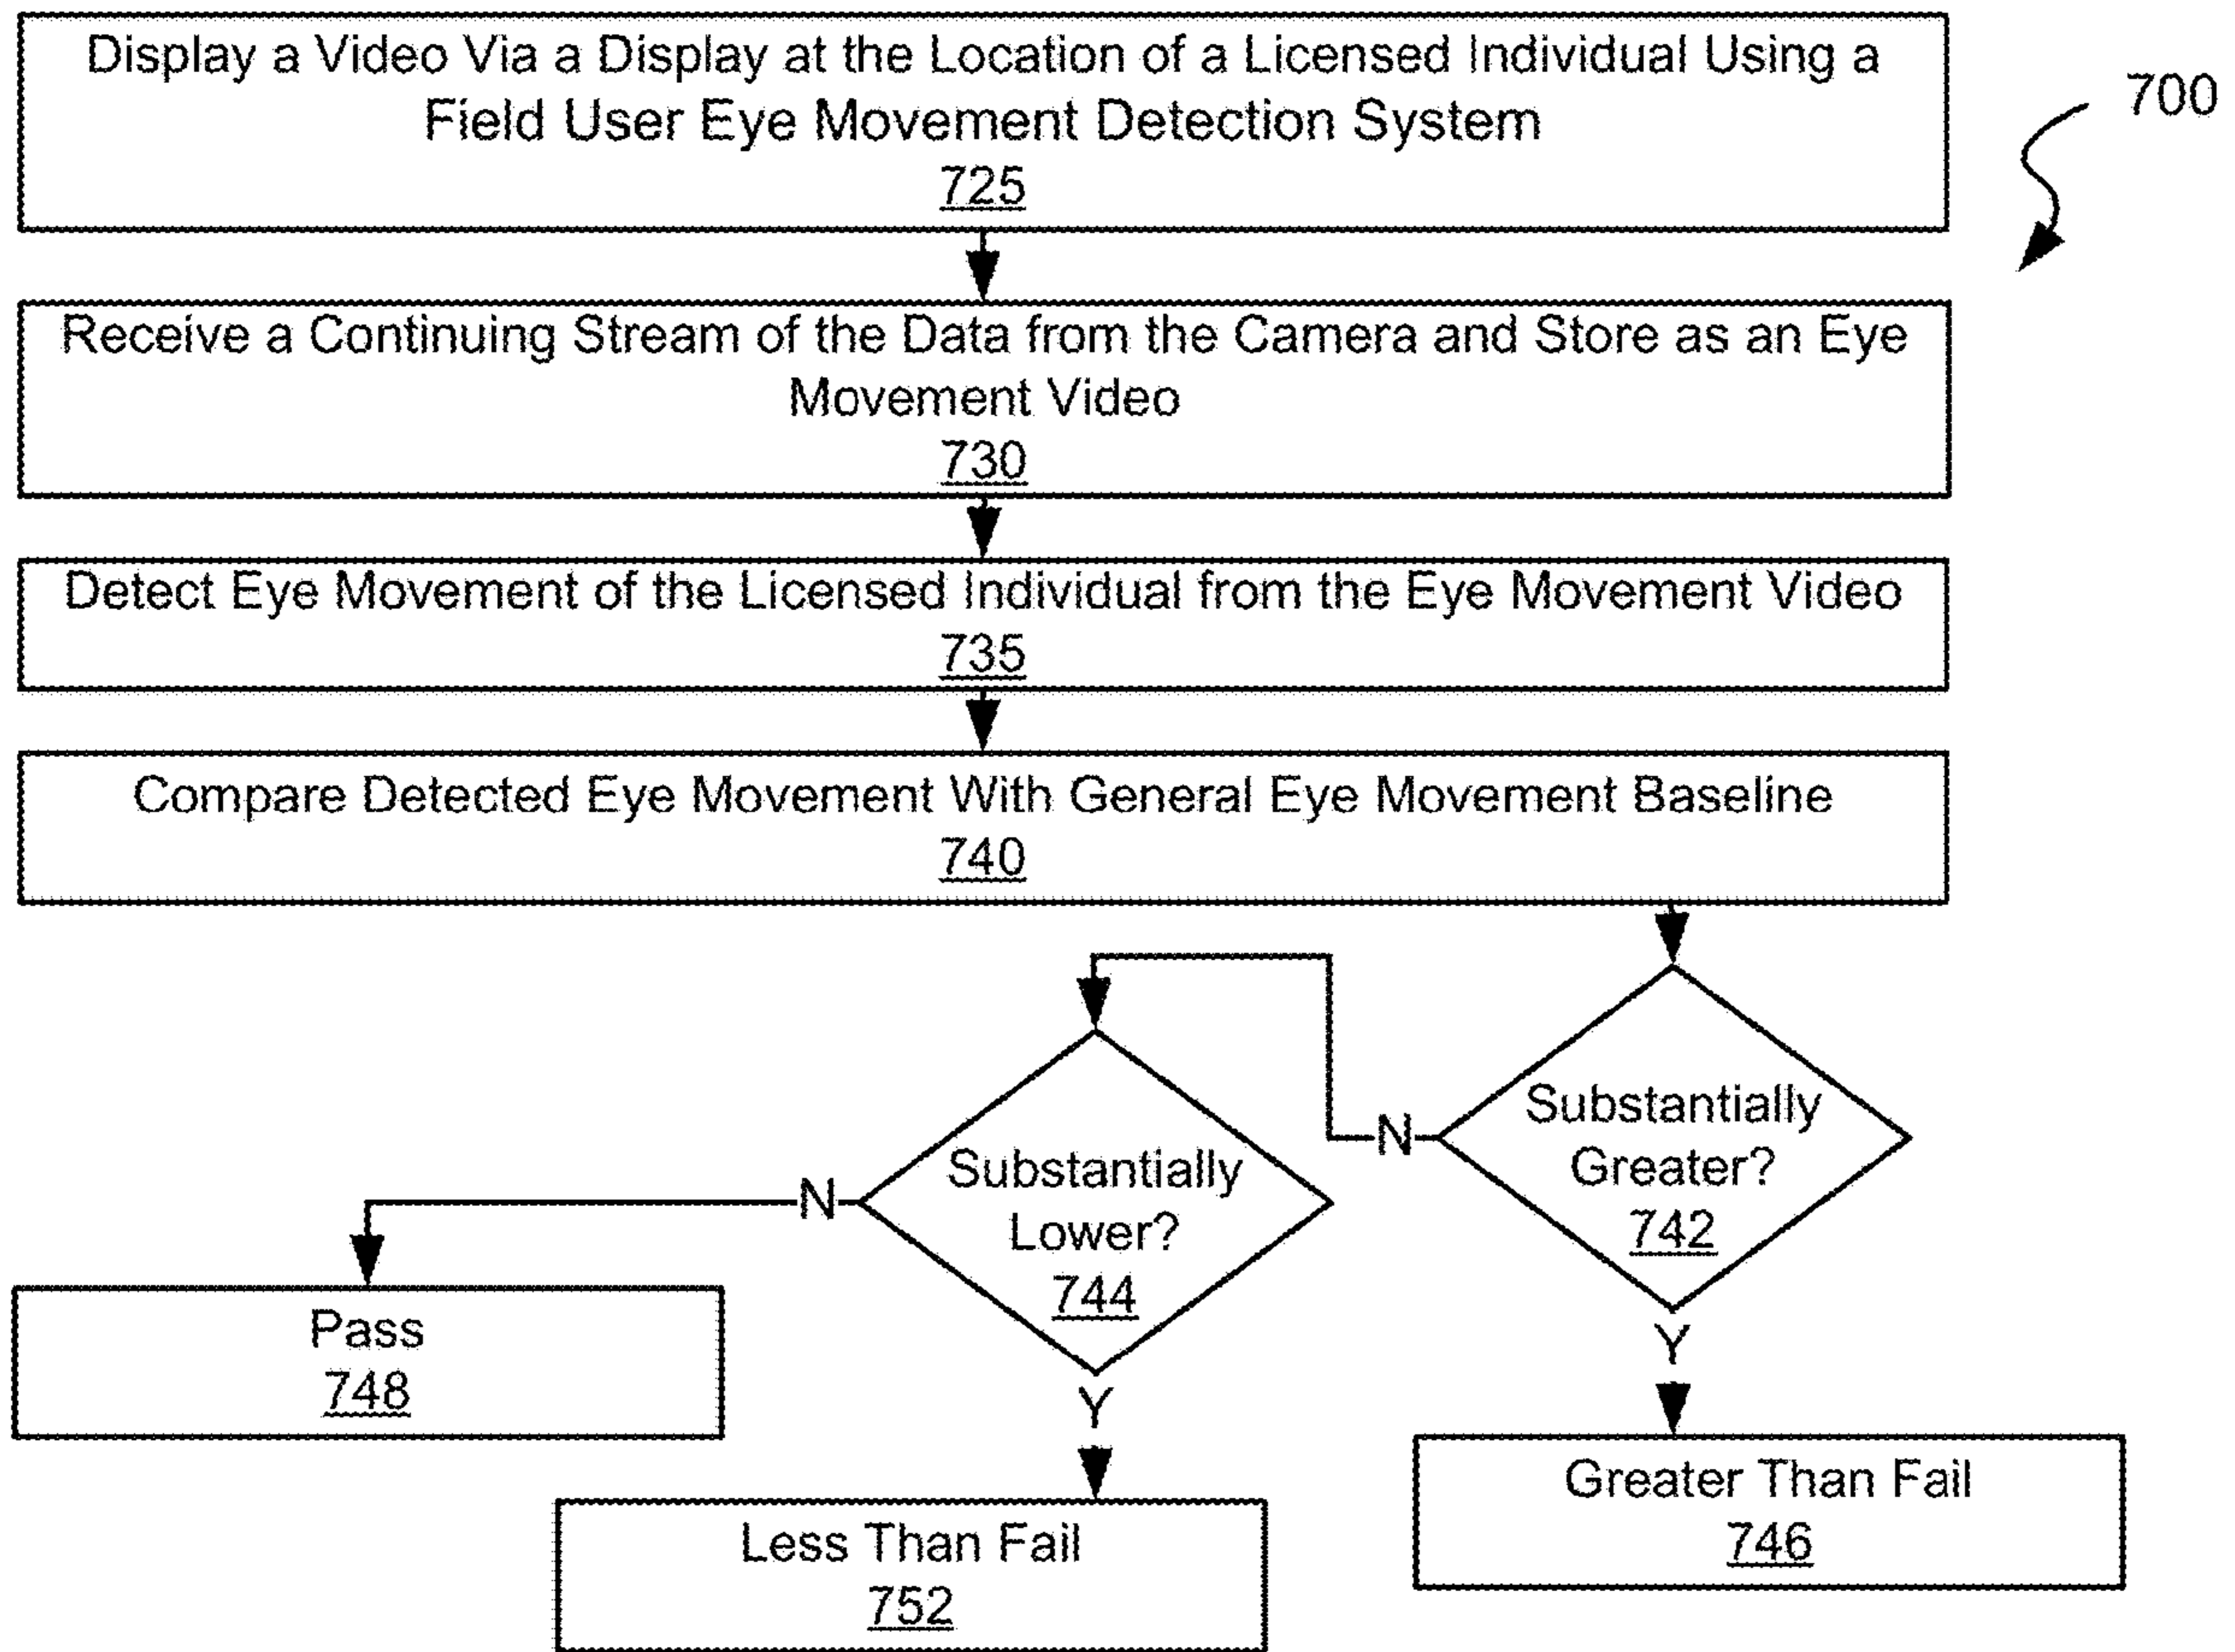 Display a Video Via a Display at the Location of a Licensed Individual Using a
Field User Eye Movement Detection System
725
700
Receive a Continuing Stream of the Data from the Camera and Store as an Eye
Movement Video
730
Detect Eye Movement of the Licensed Individual from the Eye Movement Video
735
Compare Detected Eye Movement With General Eye Movement Baseline
740
Substantially
Greater?
742
N
Y
Substantially
Lower?
744
N
Y
Pass
748
Greater Than Fail
746
Less Than Fail
752